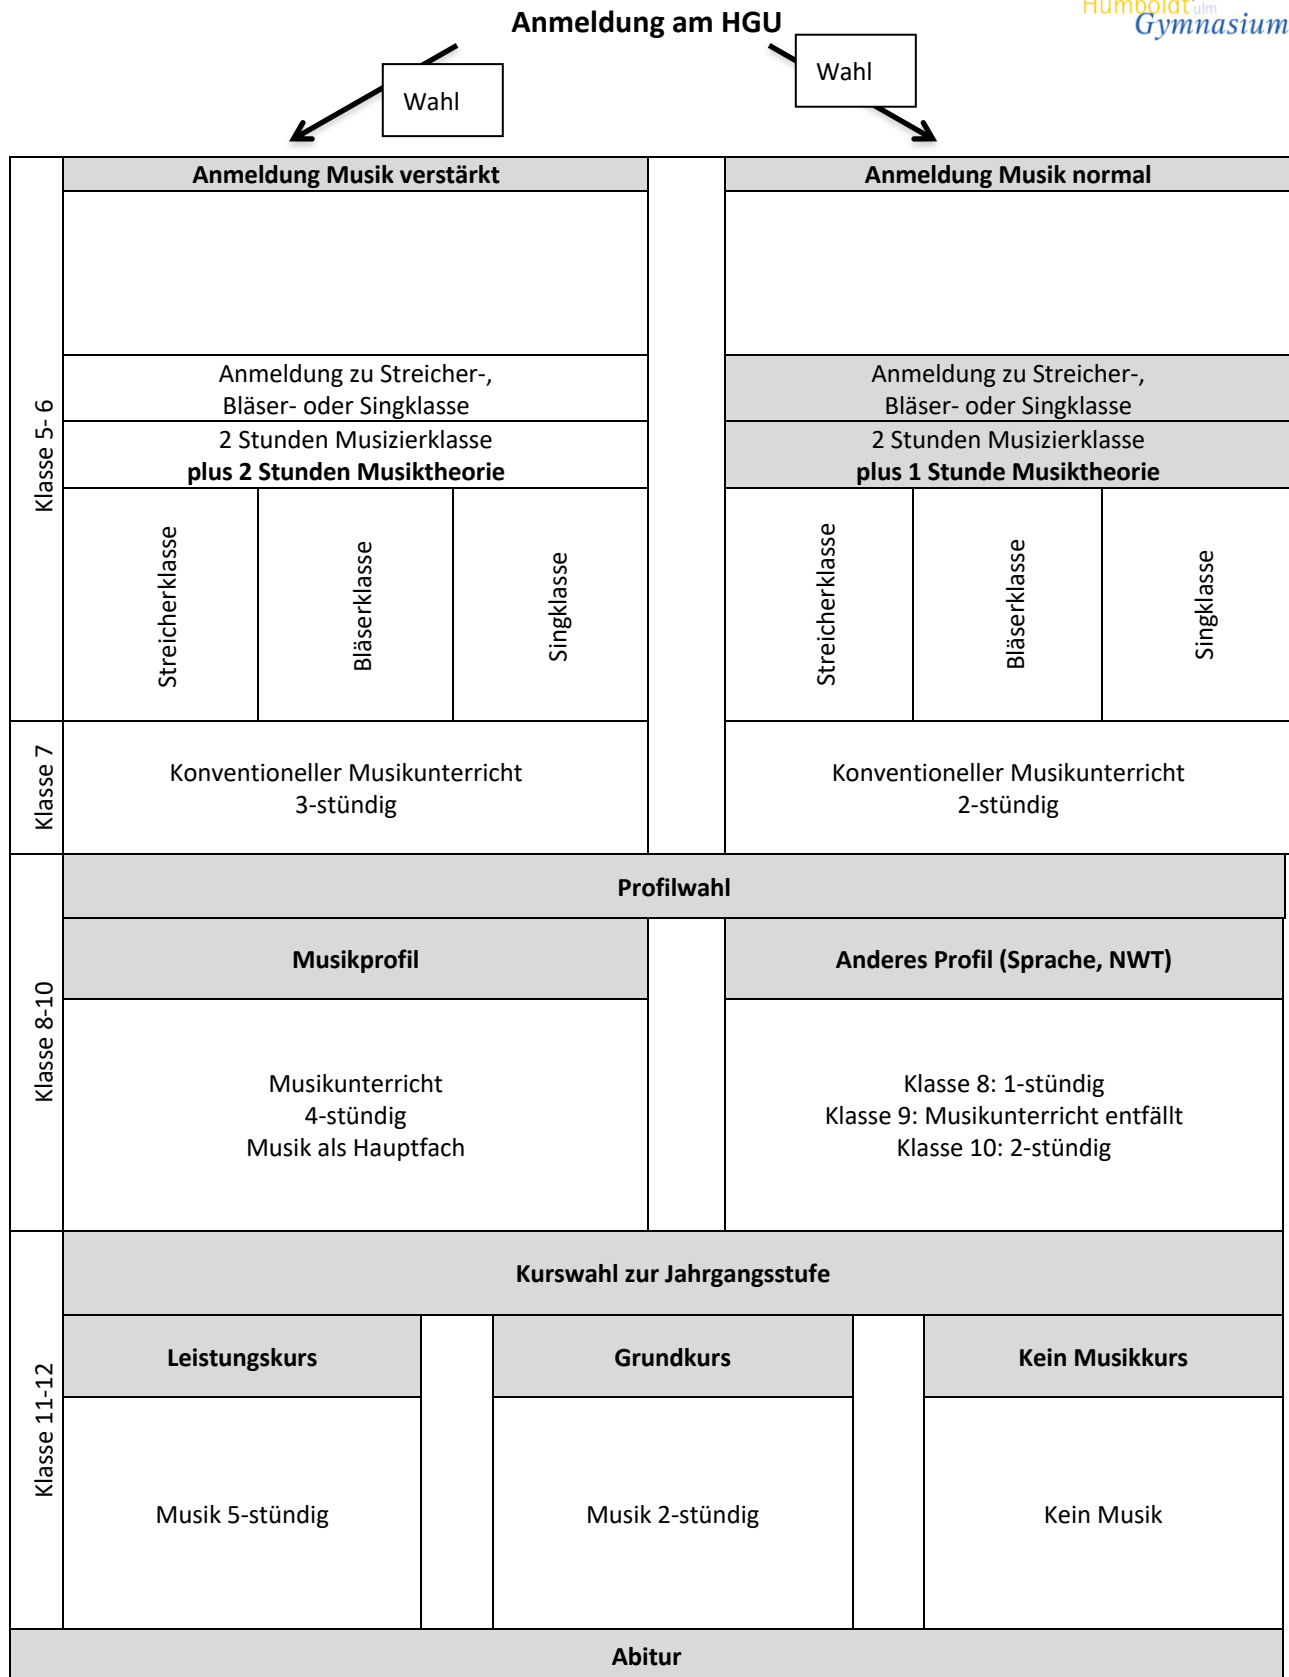 Humboldt ulm
Gymnasium
Anmeldung am HGU
Wahl
Wahl
Anmeldung Musik verstärkt
Anmeldung Musik normal
Klasse 5- 6
Anmeldung zu Streicher-,
Bläser- oder Singklasse
Anmeldung zu Streicher-,
Bläser- oder Singklasse
2 Stunden Musizierklasse
plus 2 Stunden Musiktheorie
2 Stunden Musizierklasse
plus 1 Stunde Musiktheorie
Streicherklasse
Bläserklasse
Singklasse
Streicherklasse
Bläserklasse
Singklasse
Klasse 7
Konventioneller Musikunterricht
3-stündig
Konventioneller Musikunterricht
2-stündig
Klasse 8-10
Profilwahl
Musikprofil
Anderes Profil (Sprache, NWT)
Musikunterricht
4-stündig
Musik als Hauptfach
Klasse 8: 1-stündig
Klasse 9: Musikunterricht entfällt
Klasse 10: 2-stündig
Klasse 11-12
Kurswahl zur Jahrgangsstufe
Leistungskurs
Grundkurs
Kein Musikkurs
Musik 5-stündig
Musik 2-stündig
Kein Musik
Abitur